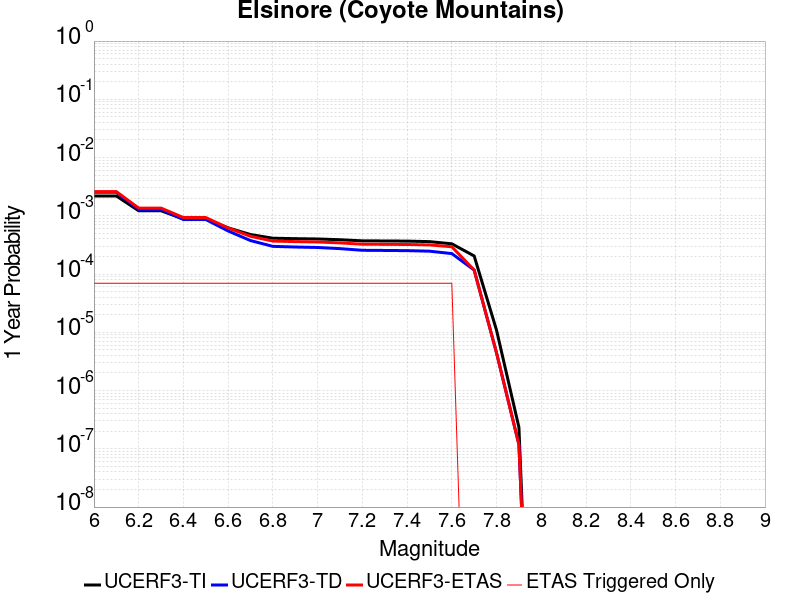 Elsinore (Coyote Mountains)
10^0
10^-1
10^-2
10^-3
10^-4
10^-5
10^-6
10^-7
10^-8
1 Year Probability
6 6.2 6.4 6.6 6.8 7 7.2 7.4 7.6 7.8 8 8.2 8.4 8.6 8.8 9
Magnitude
UCERF3-TI UCERF3-TD UCERF3-ETAS ETAS Triggered Only